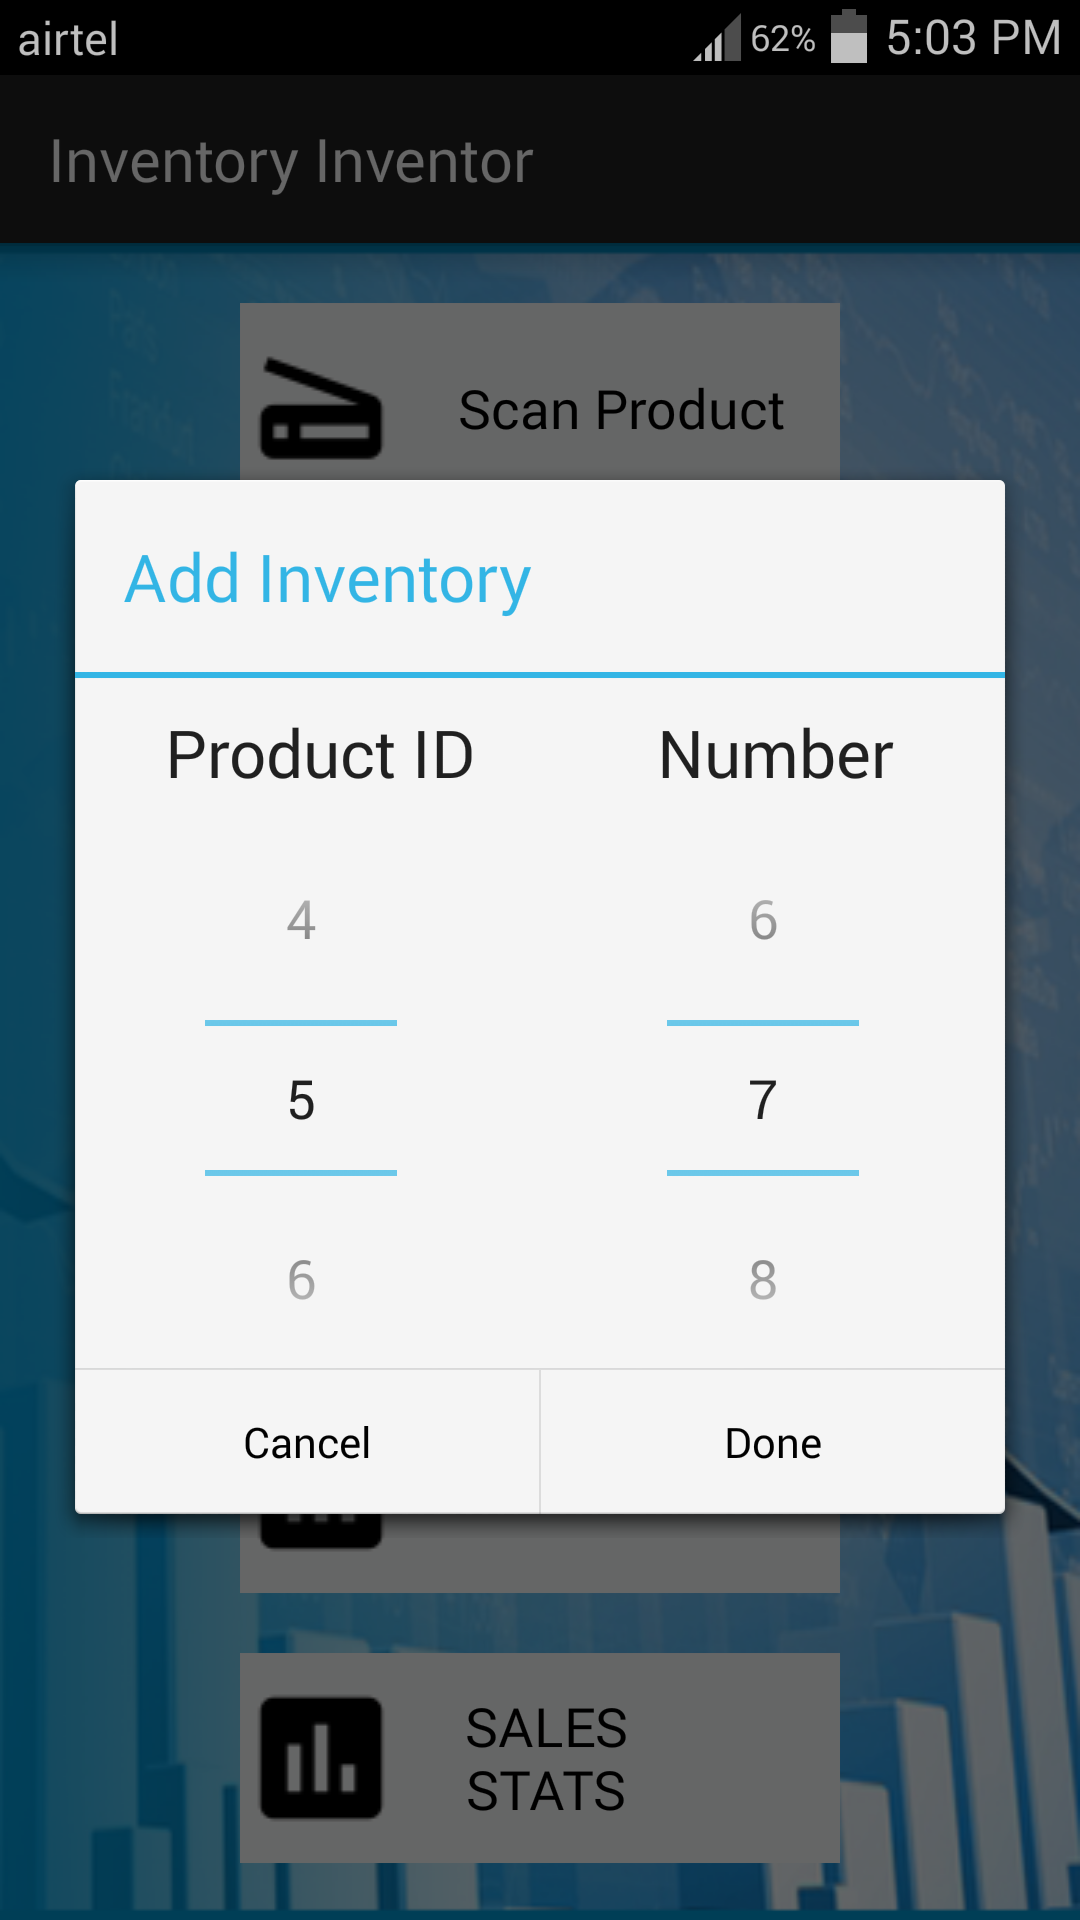 airtel 62% 5:03 PM
Inventory Inventor
Scan Product
Add Inventory
Product ID Number
4 6
5 7
6 8
Cancel Done
SALES
STATS